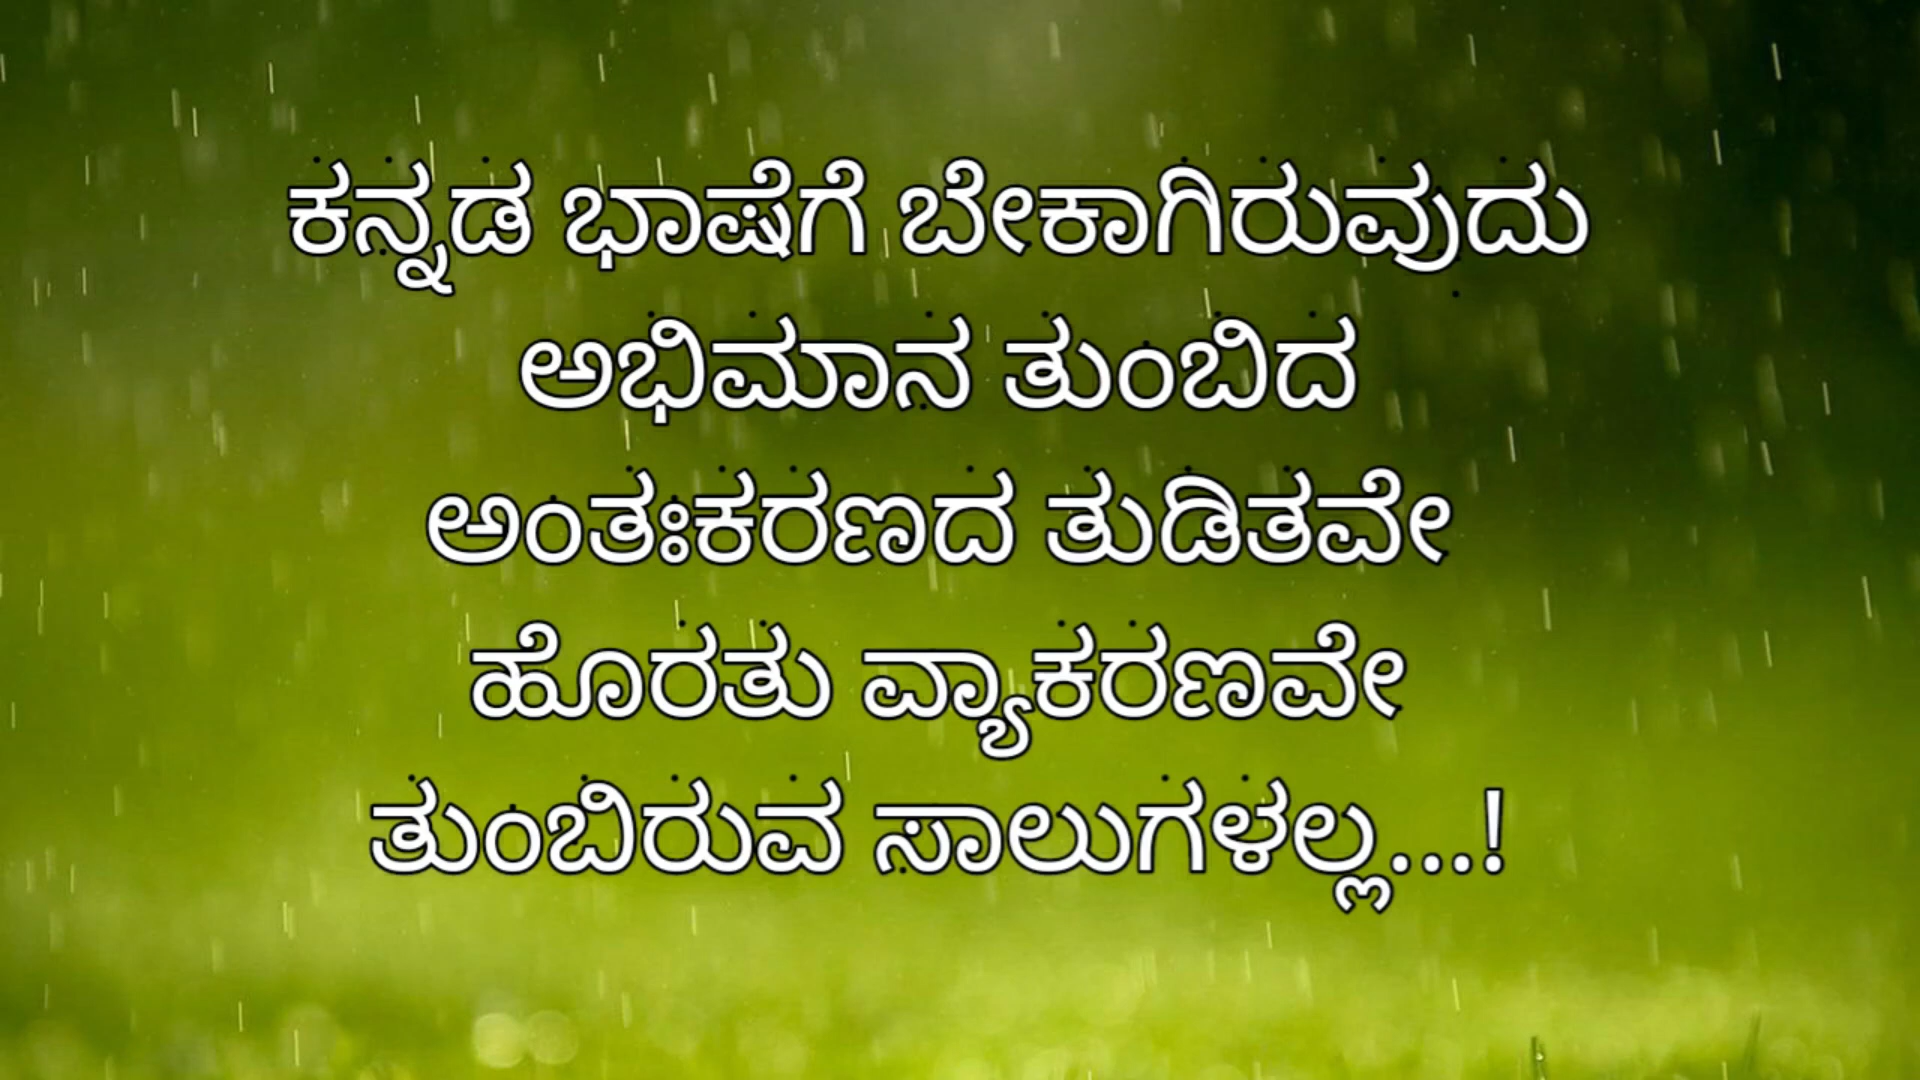 ಕನ್ನಡ ಭಾಷೆಗೆ ಬೇಕಾಗಿರುವುದು
ಅಭಿಮಾನ ತುಂಬಿದ
ಅಂತಃಕರಣದ ತುಡಿತವೇ
ಹೊರತು ವ್ಯಾಕರಣವೇ
ತುಂಬಿರುವ ಸಾಲುಗಳಲ್ಲ...!